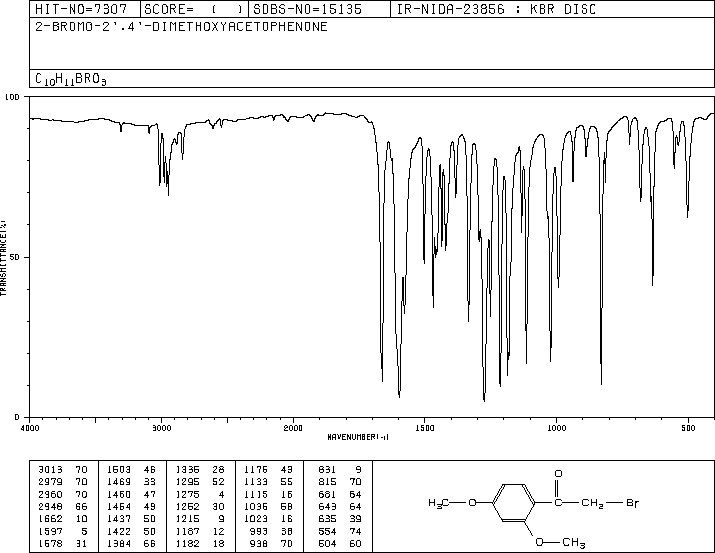 HIT-NO=7307 SCORE= ( ) SDBS-NO=15135 IR-NIDA-23856 : KBR DISC
2-BROMO-2'.4'-DIMETHOXYACETOPHENONE
C10H11BRO3
100
50
0
TRANSMITTANCE(%)
4000 3000 2000 1500 1000 500
WAVENUMBER(-1)
3013 70 1503 46 1336 28 1176 43 831 9
2979 70 1469 33 1295 52 1133 55 815 70
2960 70 1460 47 1275 4 1115 16 681 64
2948 66 1454 49 1252 30 1036 58 643 64
1662 10 1437 50 1215 9 1023 16 635 39
1597 5 1422 50 1187 12 993 38 554 74
1578 31 1384 66 1182 18 938 70 504 60
O
H3C O C CH2 Br
O CH3